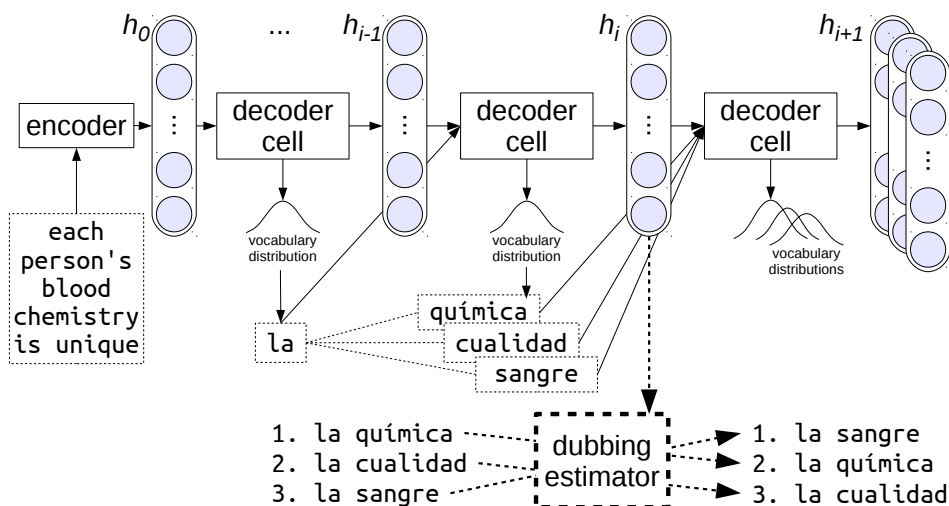 h0
...
hi-1
hi
hi+1
encoder
decoder
cell
decoder
cell
decoder
cell
each
person's
blood
chemistry
is unique
vocabulary
distribution
vocabulary
distribution
vocabulary
distributions
la
química
cualidad
sangre
1. la química
2. la cualidad
3. la sangre
dubbing
estimator
1. la sangre
2. la química
3. la cualidad